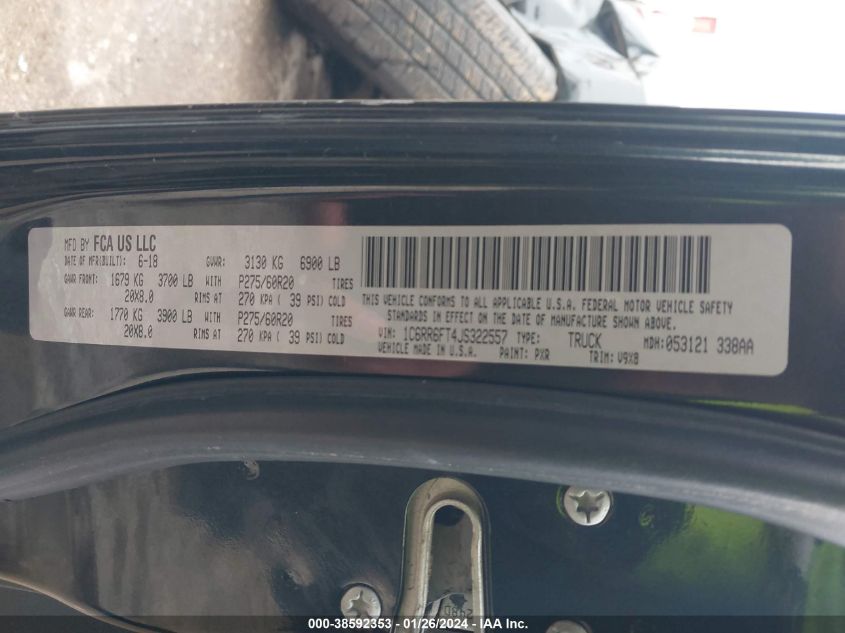 MFD BY FCA US LLC
DATE OF MFR(BUILT): 6-18 GVWR: 3130 KG 6900 LB
GAWR FRONT: 1679 KG 3700 LB WITH P275/60R20 TIRES
20X8.0 RIMS AT 270 KPA ( 39 PSI) COLD
GAWR REAR: 1770 KG 3900 LB WITH P275/60R20 TIRES
20X8.0 RIMS AT 270 KPA ( 39 PSI) COLD
THIS VEHICLE CONFORMS TO ALL APPLICABLE U.S.A. FEDERAL MOTOR VEHICLE SAFETY
STANDARDS IN EFFECT ON THE DATE OF MANUFACTURE SHOWN ABOVE.
VIN: 1C6RR6FT4JS322557 TYPE: TRUCK MDH:053121 338AA
VEHICLE MADE IN U.S.A. PAINT: PXR TRIM: V9X8
000-38592353 - 01/26/2024 - IAA Inc.